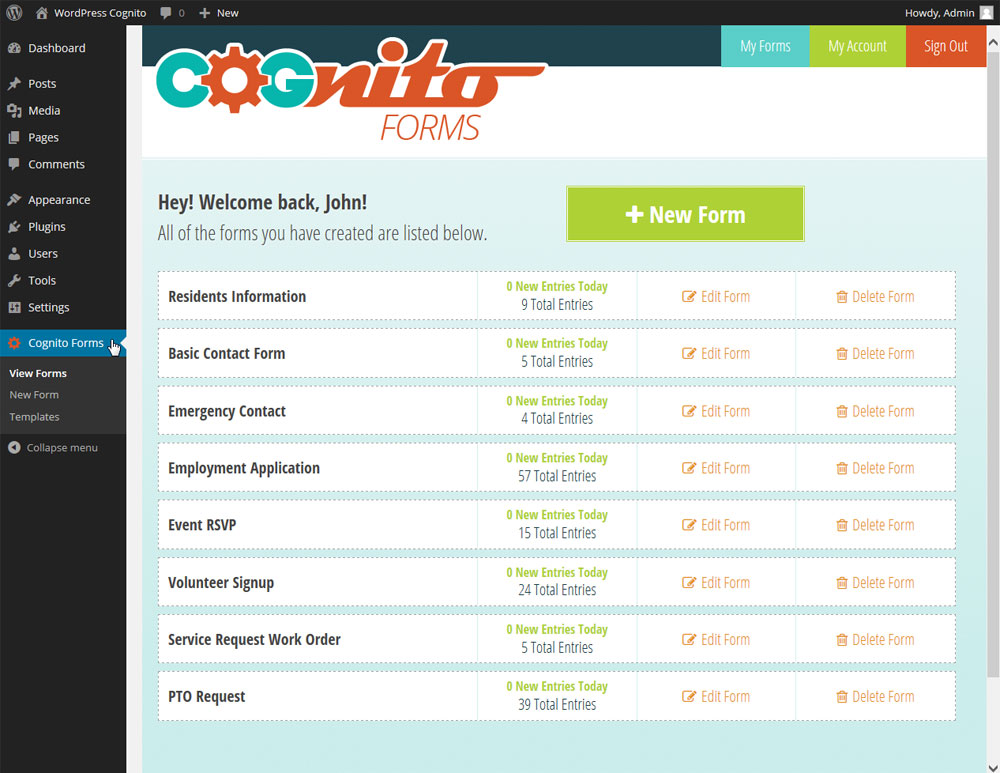 WordPress Cognito 0 + New Howdy, Admin
Dashboard
Posts
Media
Pages
Comments
Appearance
Plugins
Users
Tools
Settings
Cognito Forms
View Forms
New Form
Templates
Collapse menu
My Forms My Account Sign Out
COGnito
FORMS
Hey! Welcome back, John!
All of the forms you have created are listed below.
+ New Form
Residents Information
0 New Entries Today
9 Total Entries
Edit Form
Delete Form
Basic Contact Form
0 New Entries Today
5 Total Entries
Edit Form
Delete Form
Emergency Contact
0 New Entries Today
4 Total Entries
Edit Form
Delete Form
Employment Application
0 New Entries Today
57 Total Entries
Edit Form
Delete Form
Event RSVP
0 New Entries Today
15 Total Entries
Edit Form
Delete Form
Volunteer Signup
0 New Entries Today
24 Total Entries
Edit Form
Delete Form
Service Request Work Order
0 New Entries Today
5 Total Entries
Edit Form
Delete Form
PTO Request
0 New Entries Today
39 Total Entries
Edit Form
Delete Form